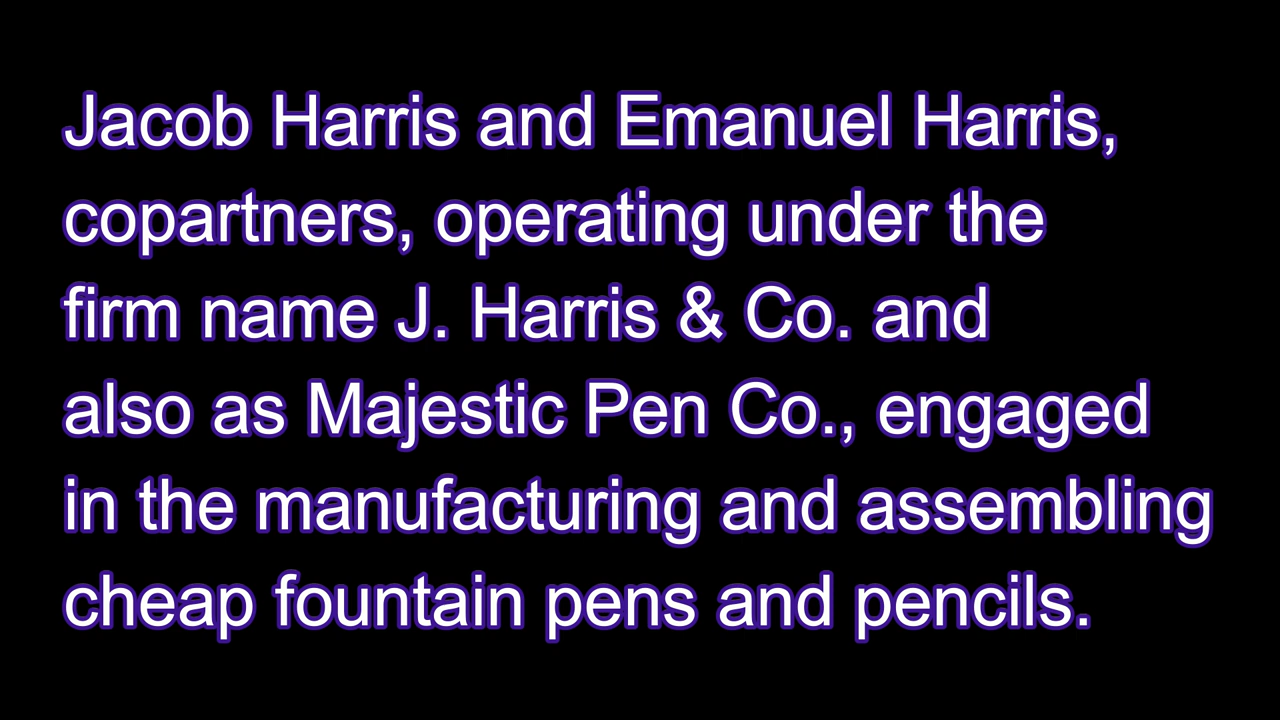 Jacob Harris and Emanuel Harris,
copartners, operating under the
firm name J. Harris & Co. and
also as Majestic Pen Co., engaged
in the manufacturing and assembling
cheap fountain pens and pencils.